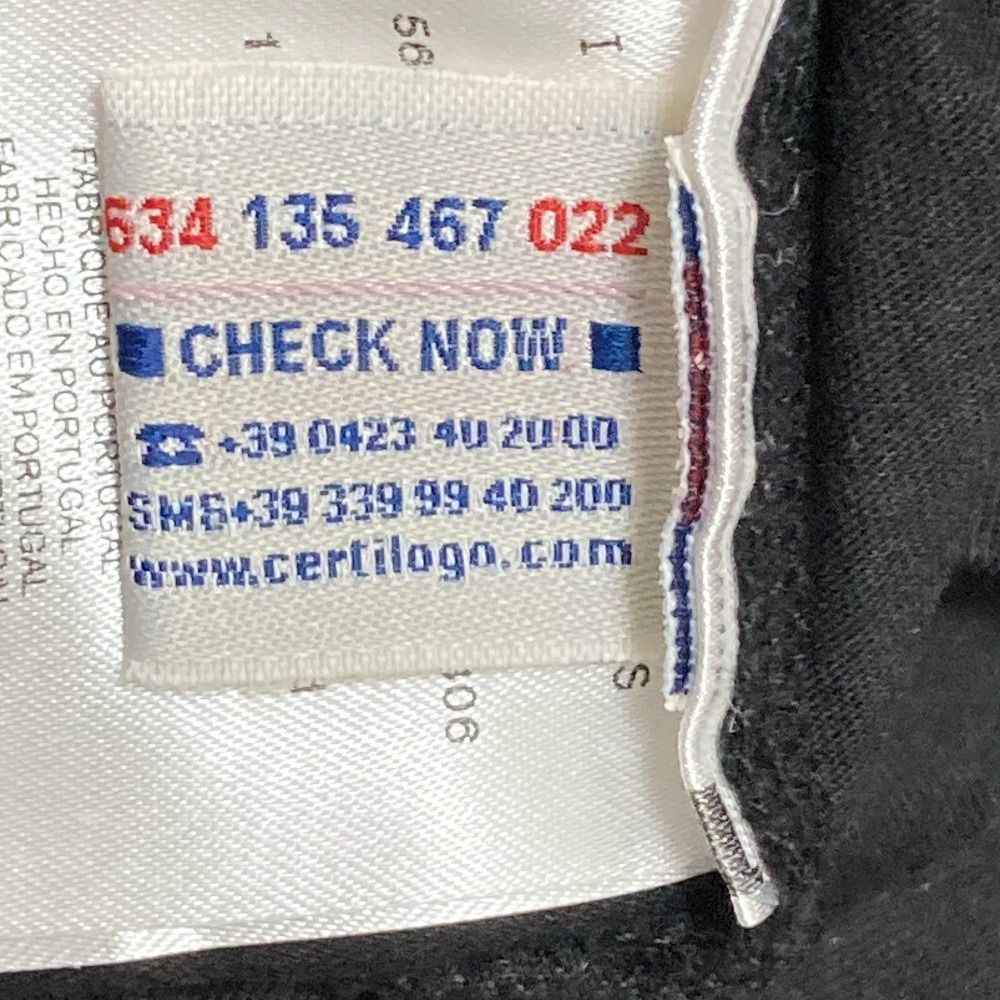 634 135 467 022
CHECK NOW
+39 0423 40 20 00
SMS+39 339 99 40 200
www.certilogo.com
FABRIQUE AU PORTUGAL
HECHO EN PORTUGAL
FABRICADO EM PORTUGAL